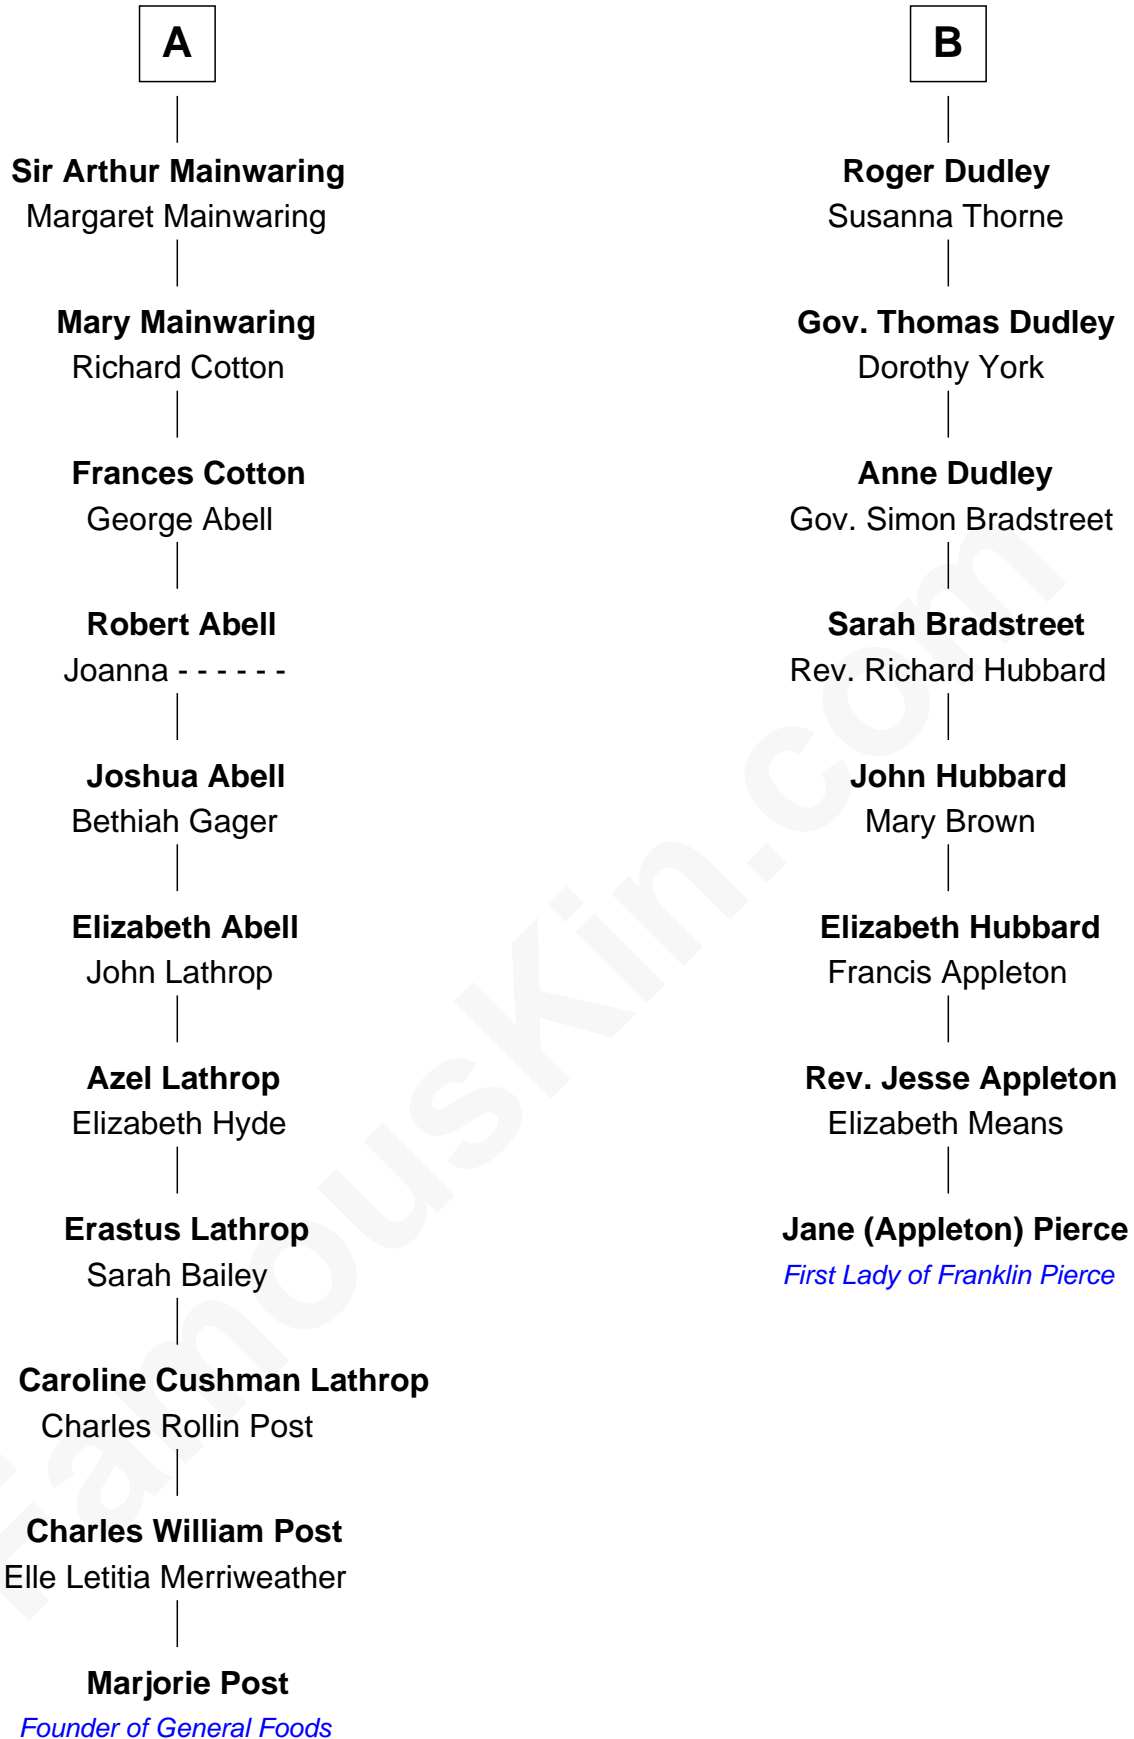 A
Sir Arthur Mainwaring
Margaret Mainwaring
Mary Mainwaring
Richard Cotton
Frances Cotton
George Abell
Robert Abell
Joanna - - - - - -
Joshua Abell
Bethiah Gager
Elizabeth Abell
John Lathrop
Azel Lathrop
Elizabeth Hyde
Erastus Lathrop
Sarah Bailey
Caroline Cushman Lathrop
Charles Rollin Post
Charles William Post
Elle Letitia Merriweather
Marjorie Post
Founder of General Foods
B
Roger Dudley
Susanna Thorne
Gov. Thomas Dudley
Dorothy York
Anne Dudley
Gov. Simon Bradstreet
Sarah Bradstreet
Rev. Richard Hubbard
John Hubbard
Mary Brown
Elizabeth Hubbard
Francis Appleton
Rev. Jesse Appleton
Elizabeth Means
Jane (Appleton) Pierce
First Lady of Franklin Pierce
FamousKin.com